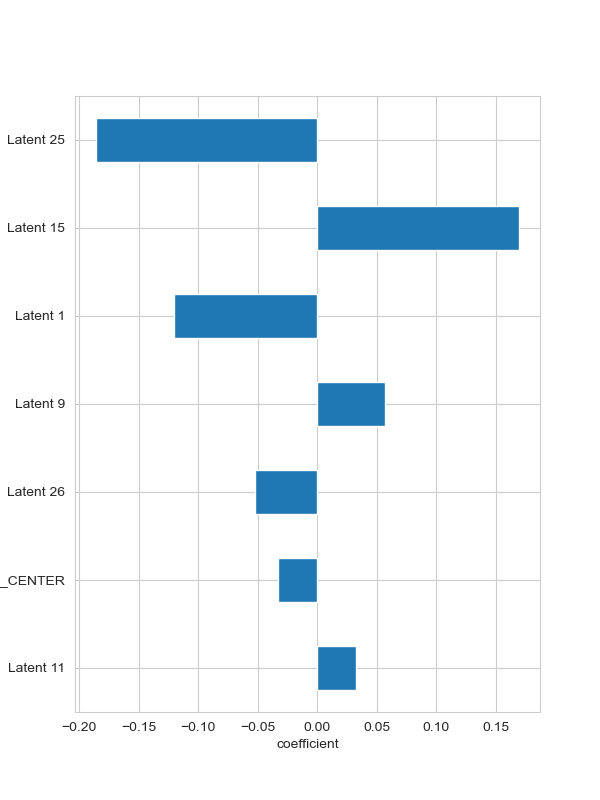 Latent 25
Latent 15
Latent 1
Latent 9
Latent 26
_CENTER
Latent 11
−0.20 −0.15 −0.10 −0.05 0.00 0.05 0.10 0.15
coefficient